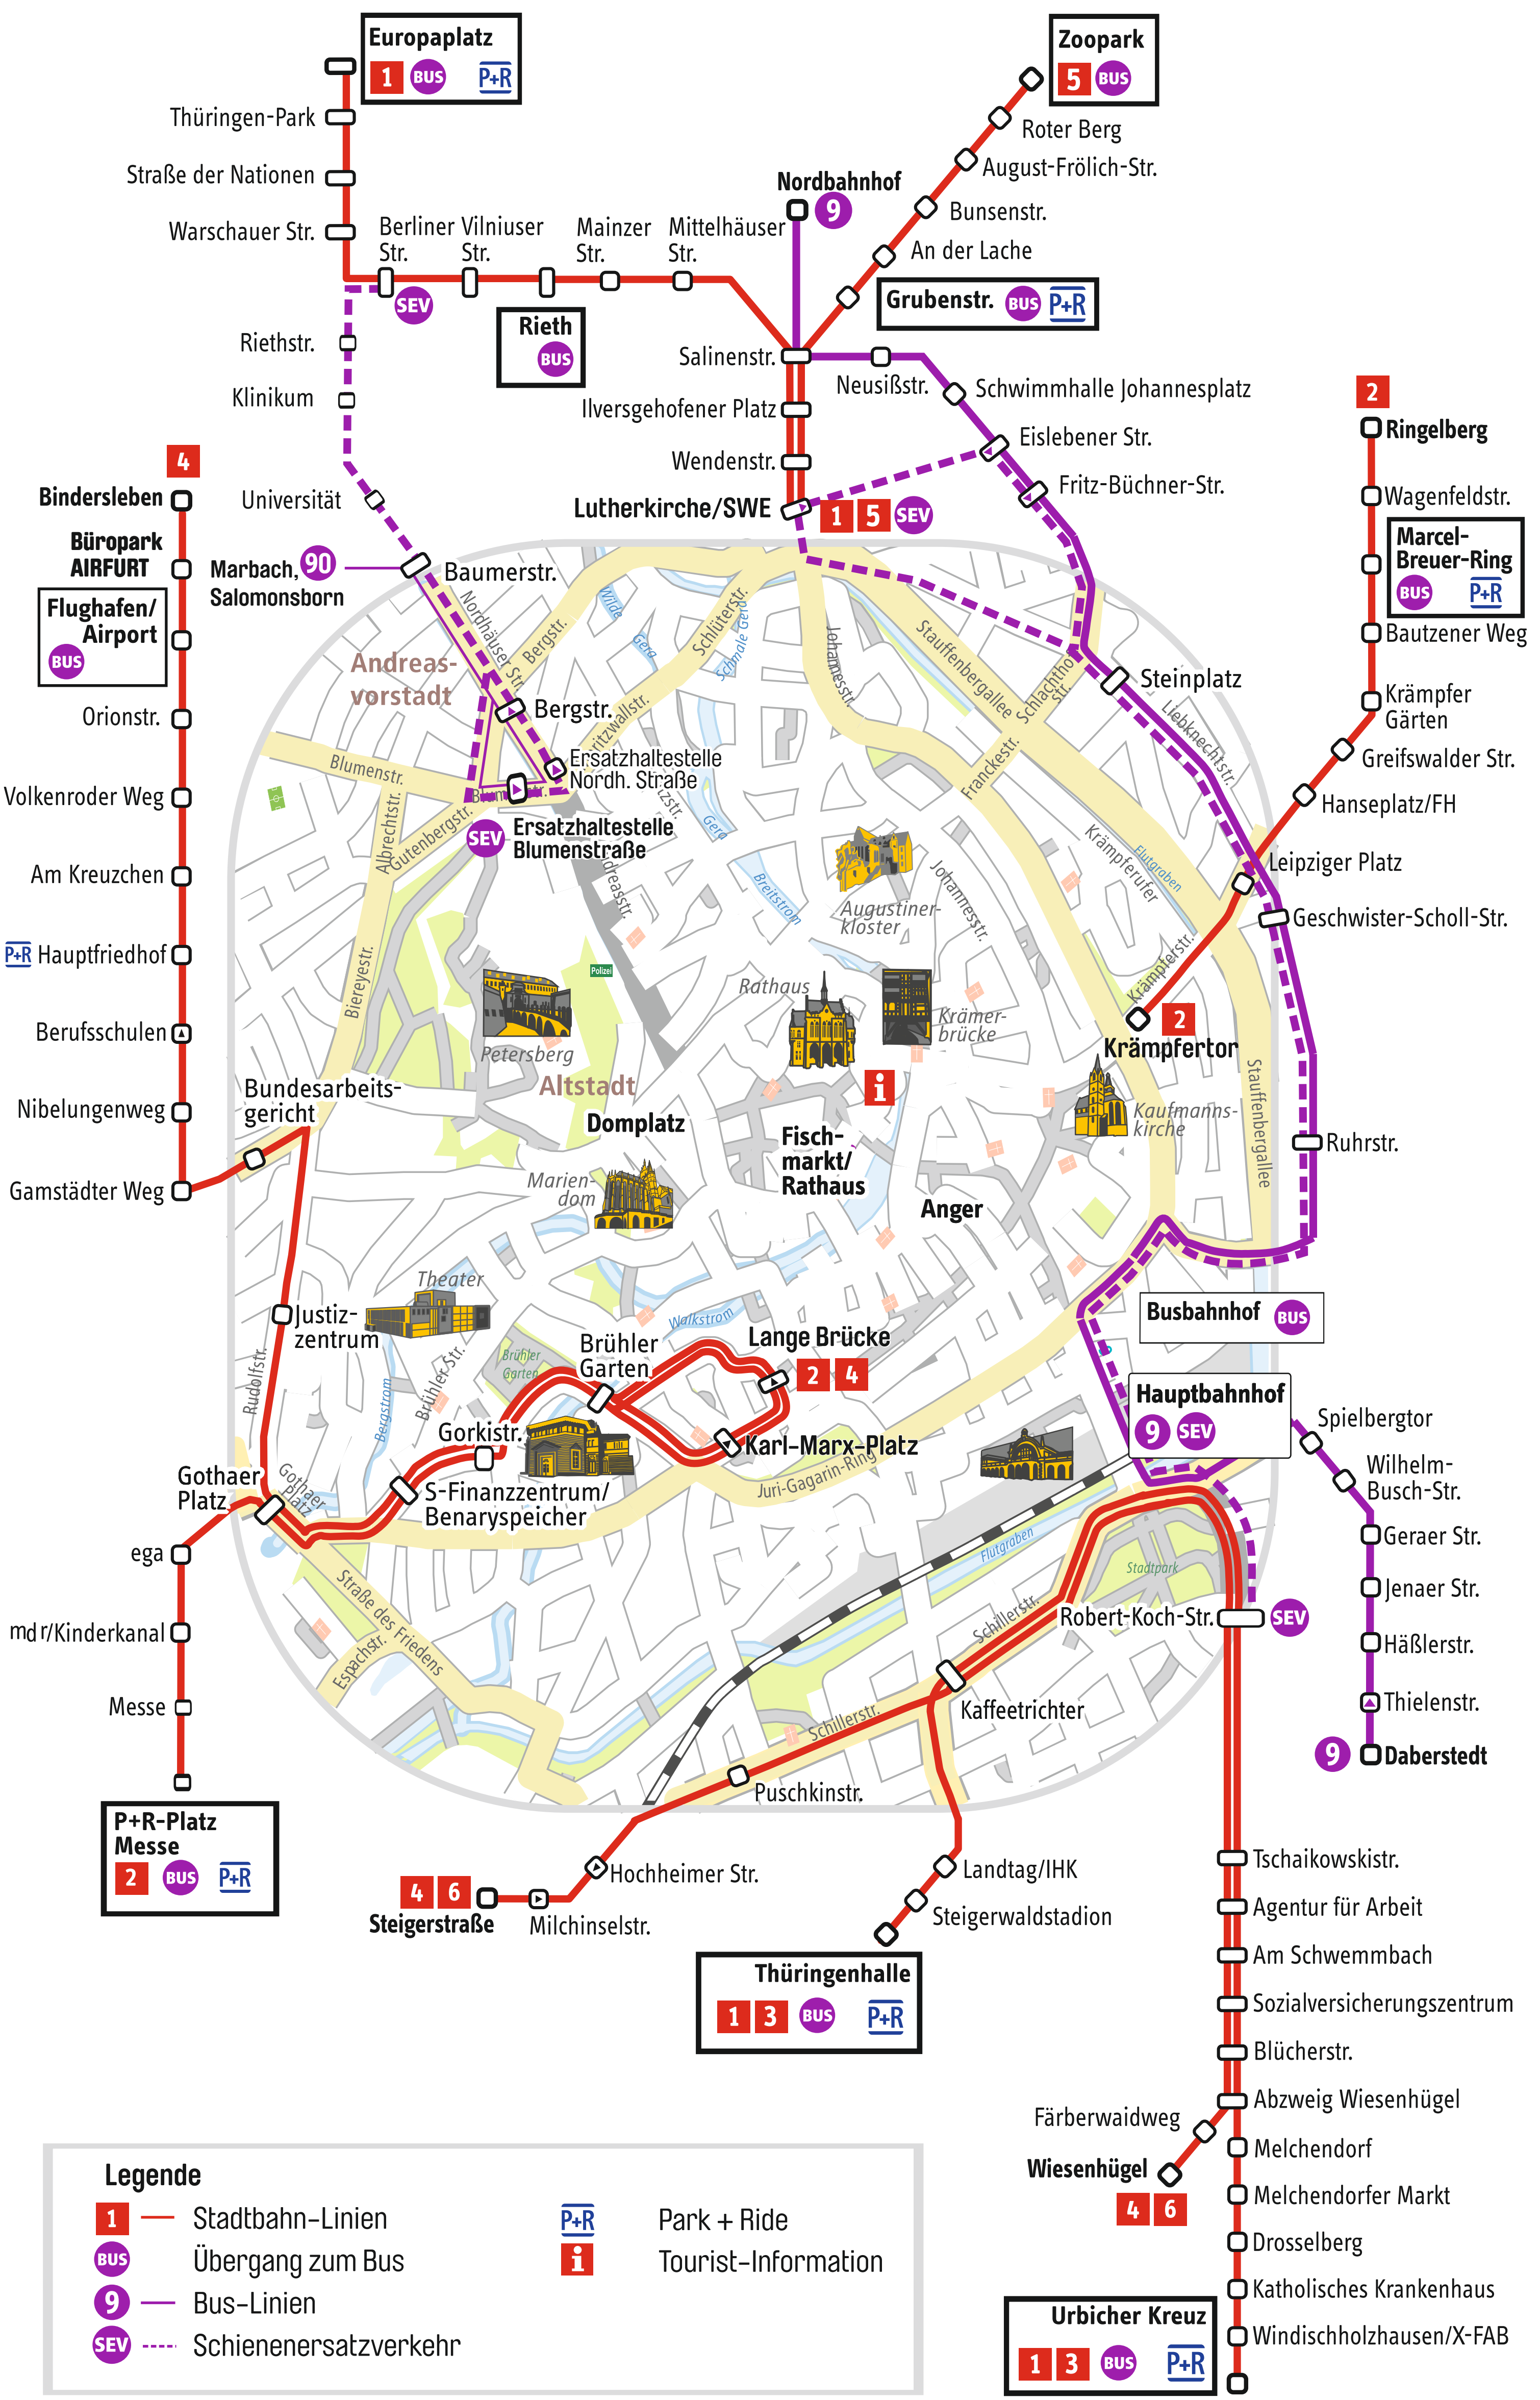 Europaplatz
1 BUS P+R
Thüringen-Park
Straße der Nationen
Warschauer Str.
Berliner
Str.
Vilniuser
Str.
Mainzer
Str.
Mittelhäuser
Str.
SEV
Rieth
BUS
Riethstr.
Klinikum
Universität
Marbach, 90
Salomonsborn
Baumerstr.
Zoopark
5 BUS
Roter Berg
August-Frölich-Str.
Bunsenstr.
An der Lache
Grubenstr. BUS P+R
Nordbahnhof
9
Salinenstr.
Neusißstr.
Schwimmhalle Johannesplatz
Ilversgehofener Platz
Eislebener Str.
Wendenstr.
Fritz-Büchner-Str.
Lutherkirche/SWE 1 5 SEV
Steinplatz
2
Ringelberg
Wagenfeldstr.
Marcel-
Breuer-Ring
BUS P+R
Bautzener Weg
Krämpfer
Gärten
Greifswalder Str.
Hanseplatz/FH
Leipziger Platz
Geschwister-Scholl-Str.
Ruhrstr.
4
Bindersleben
Büropark
AIRFURT
Flughafen/
Airport
BUS
Orionstr.
Volkenroder Weg
Am Kreuzchen
P+R Hauptfriedhof
Berufsschulen
Nibelungenweg
Gamstädter Weg
Bundesarbeits-
gericht
Andreas-
vorstadt
Nordhäuser Str.
Bergstr.
Bergstr.
Wilde
Gera
Schlüterstr.
Schmale Gera
Johannesstr.
Stauffenbergallee
Schlachthofstr.
Liebknechtstr.
Franckestr.
Ersatzhaltestelle
Nordh. Straße
SEV Ersatzhaltestelle
Blumenstraße
Blumenstr.
Blumenstr.
Albrechtstr.
Gutenbergstr.
Biereyestr.
Gera
Breitstrom
Augustiner-
kloster
Johannesstr.
Krämpferufer
Flutgraben
Krämpferstr.
Polizei
Petersberg
Altstadt
Domplatz
Rathaus
Krämer-
brücke
i
2
Krämpfertor
Kaufmanns-
kirche
Stauffenbergallee
Fisch-
markt/
Rathaus
Anger
Marien-
dom
Theater
Justiz-
zentrum
Rudolfstr.
Bergstrom
Brühler Str.
Brühler
Garten
Brühler
Garten
Walkstrom
Lange Brücke
2 4
Karl-Marx-Platz
Gorkistr.
S-Finanzzentrum/
Benaryspeicher
Juri-Gagarin-Ring
Busbahnhof BUS
Hauptbahnhof
9 SEV
Gothaer
Platz
Gothaer
Platz
Straße des Friedens
Espachstr.
Flutgraben
Stadtpark
Schillerstr.
Schillerstr.
Robert-Koch-Str. SEV
Kaffeetrichter
Puschkinstr.
Spielbergtor
Wilhelm-
Busch-Str.
Geraer Str.
Jenaer Str.
Häßlerstr.
Thielenstr.
9 Daberstedt
ega
mdr/Kinderkanal
Messe
P+R-Platz
Messe
2 BUS P+R
4 6
Steigerstraße
Hochheimer Str.
Milchinselstr.
Landtag/IHK
Steigerwaldstadion
Thüringenhalle
1 3 BUS P+R
Tschaikowskistr.
Agentur für Arbeit
Am Schwemmbach
Sozialversicherungszentrum
Blücherstr.
Abzweig Wiesenhügel
Färberwaidweg
Wiesenhügel
4 6
Melchendorf
Melchendorfer Markt
Drosselberg
Katholisches Krankenhaus
Windischholzhausen/X-FAB
Urbicher Kreuz
1 3 BUS P+R
Legende
1 Stadtbahn-Linien
BUS Übergang zum Bus
9 Bus-Linien
SEV Schienenersatzverkehr
P+R Park + Ride
i Tourist-Information